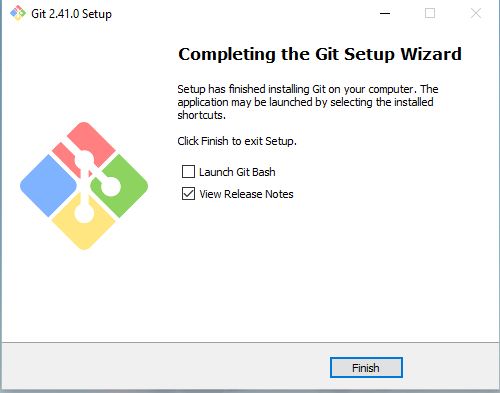 Git 2.41.0 Setup
Completing the Git Setup Wizard
Setup has finished installing Git on your computer. The
application may be launched by selecting the installed
shortcuts.
Click Finish to exit Setup.
Launch Git Bash
View Release Notes
Finish